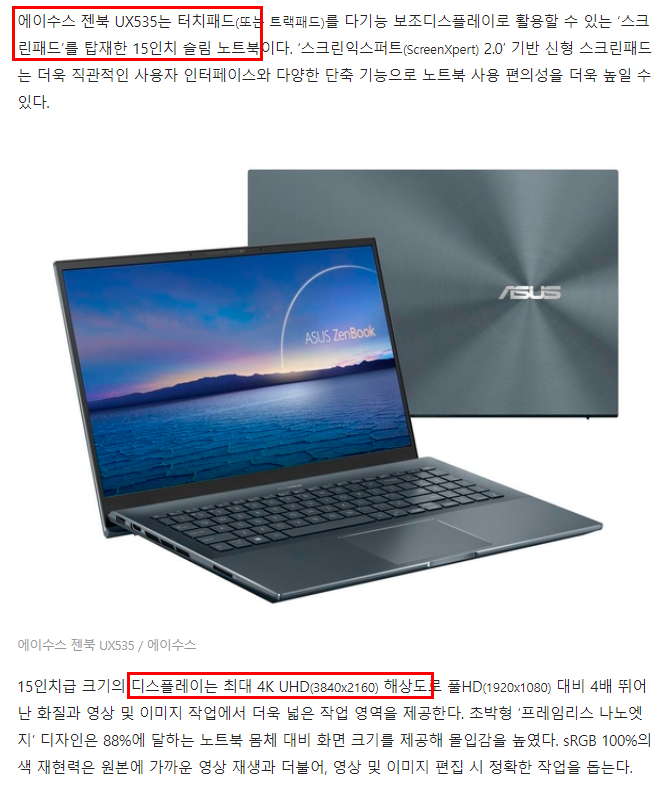 에이수스 젠북 UX535는 터치패드(또는 트랙패드)를 다기능 보조디스플레이로 활용할 수 있는 ‘스크
린패드’를 탑재한 15인치 슬림 노트북이다. ‘스크린익스퍼트(ScreenXpert) 2.0’ 기반 신형 스크린패드
는 더욱 직관적인 사용자 인터페이스와 다양한 단축 기능으로 노트북 사용 편의성을 더욱 높일 수
있다.
ASUS
ASUS ZenBook
에이수스 젠북 UX535 / 에이수스
15인치급 크기의 디스플레이는 최대 4K UHD(3840x2160) 해상도로 풀HD(1920x1080) 대비 4배 뛰어
난 화질과 영상 및 이미지 작업에서 더욱 넓은 작업 영역을 제공한다. 초박형 ‘프레임리스 나노엣
지’ 디자인은 88%에 달하는 노트북 몸체 대비 화면 크기를 제공해 몰입감을 높였다. sRGB 100%의
색 재현력은 원본에 가까운 영상 재생과 더불어, 영상 및 이미지 편집 시 정확한 작업을 돕는다.